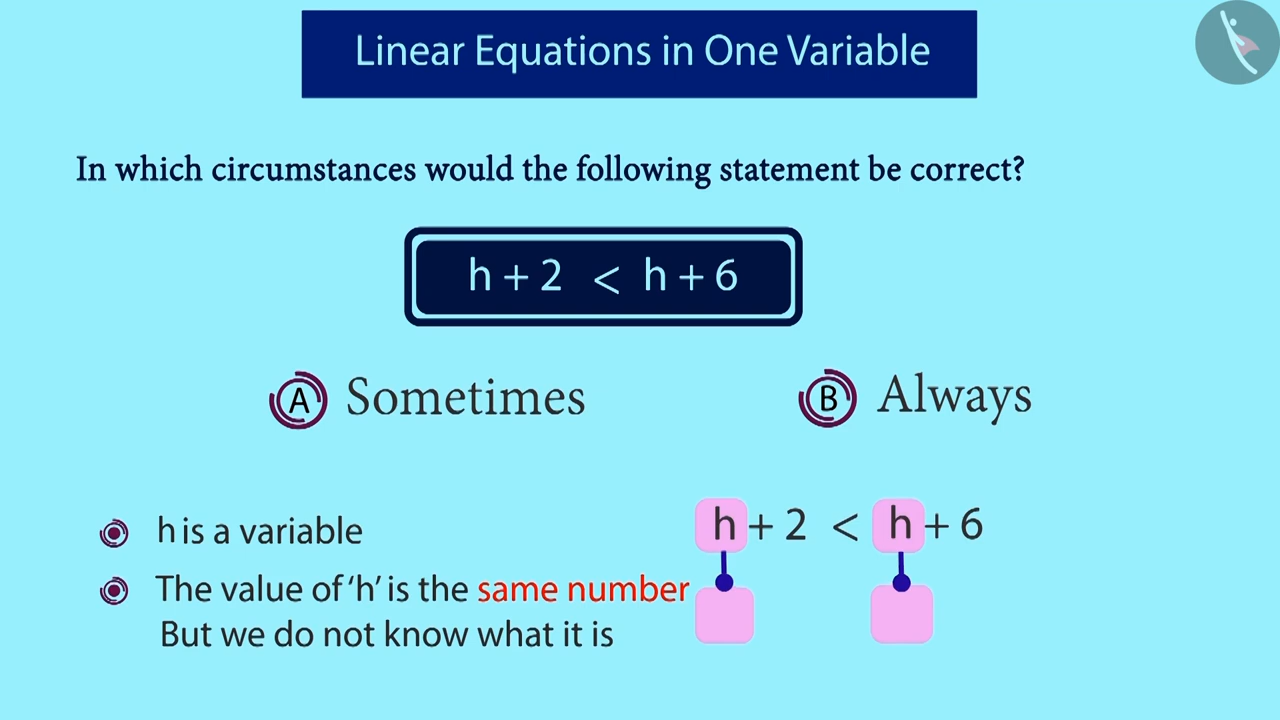 Linear Equations in One Variable
In which circumstances would the following statement be correct?
h + 2 < h + 6
A Sometimes
B Always
h is a variable
The value of 'h' is the same number
But we do not know what it is
h + 2 < h + 6